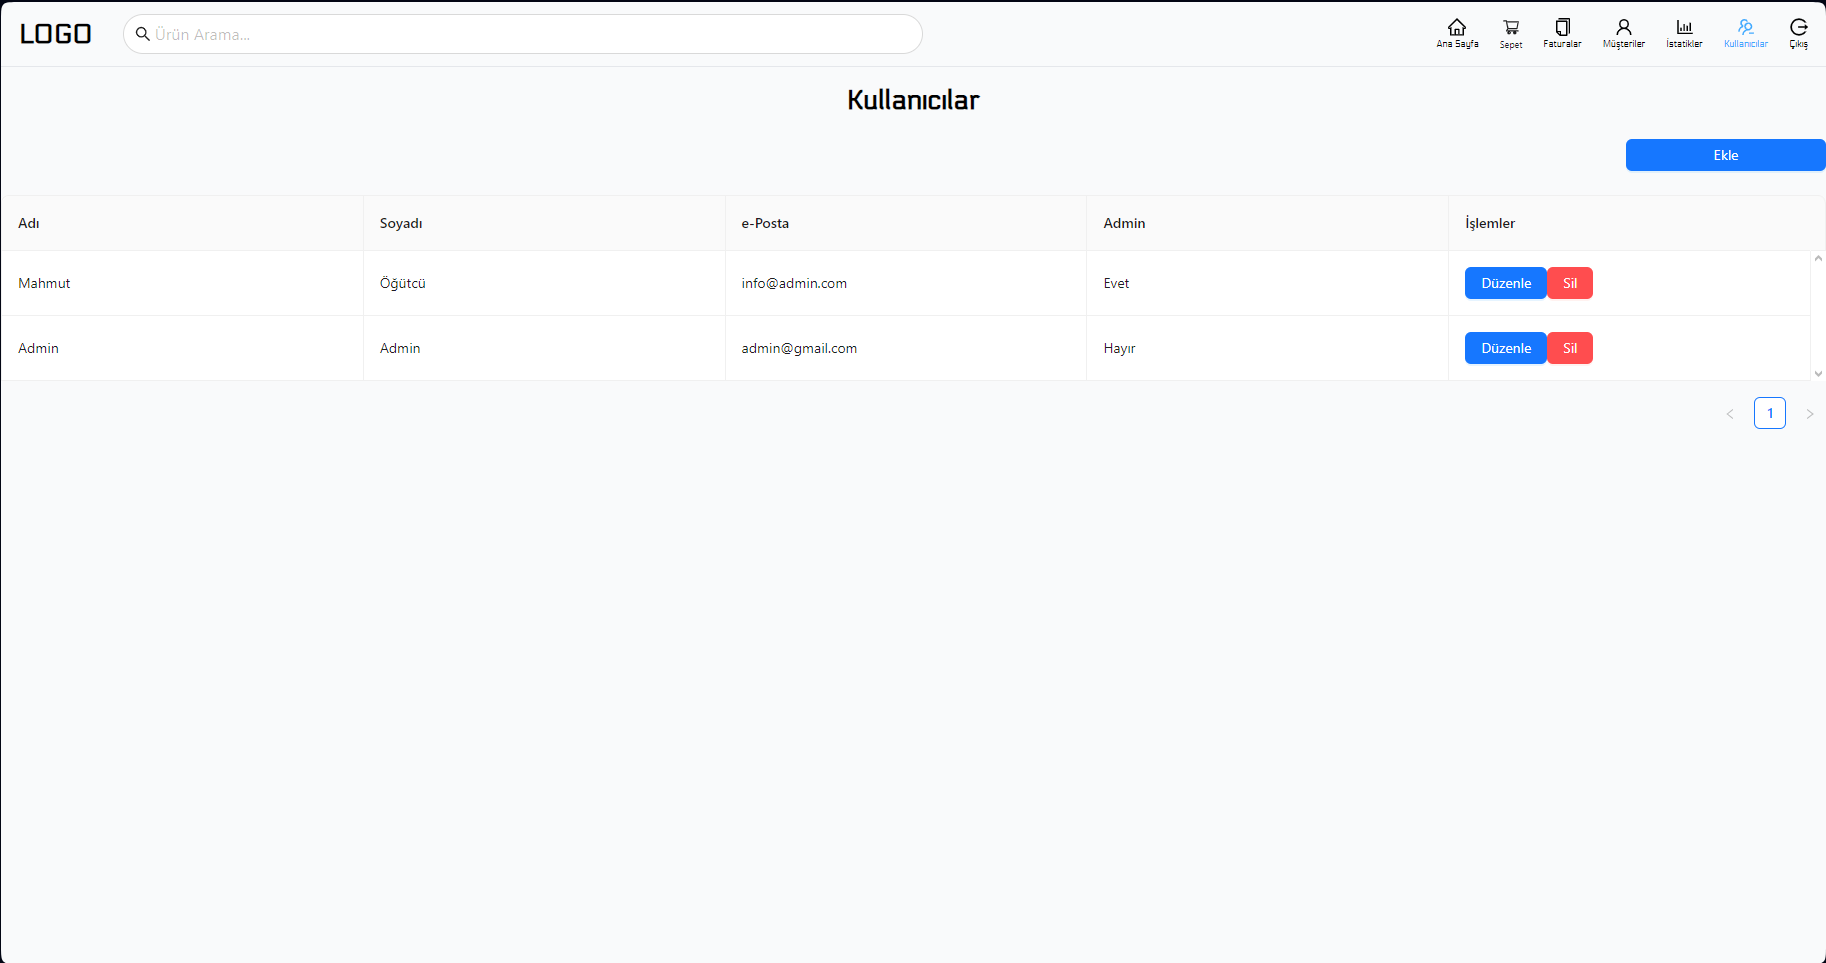 LOGO
Ürün Arama...
Ana Sayfa
Sepet
Faturalar
Müşteriler
İstatikler
Kullanıcılar
Çıkış
Kullanıcılar
Ekle
Adı Soyadı e-Posta Admin İşlemler
Mahmut Öğütcü info@admin.com Evet Düzenle Sil
Admin Admin admin@gmail.com Hayır Düzenle Sil
1